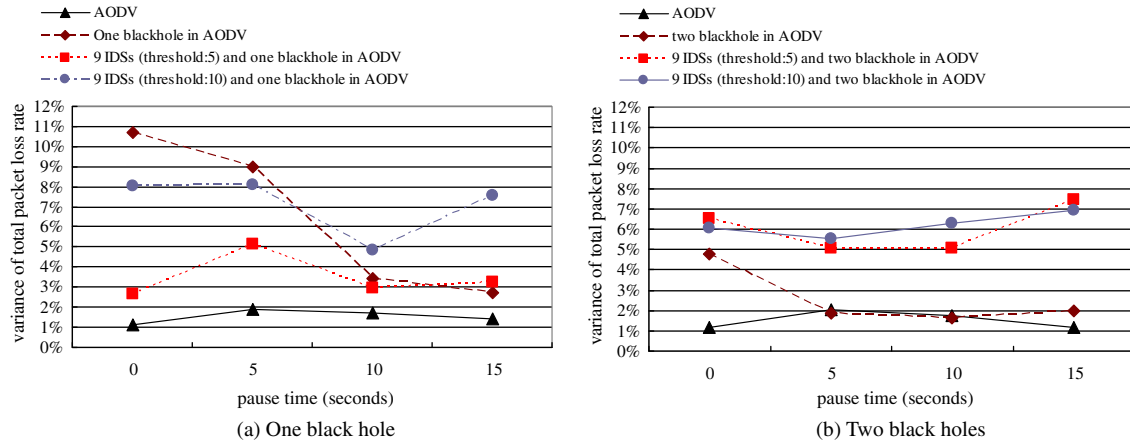 AODV
One blackhole in AODV
9 IDSs (threshold:5) and one blackhole in AODV
9 IDSs (threshold:10) and one blackhole in AODV
variance of total packet loss rate
12%
11%
10%
9%
8%
7%
6%
5%
4%
3%
2%
1%
0%
0 5 10 15
pause time (seconds)
(a) One black hole
AODV
two blackhole in AODV
9 IDSs (threshold:5) and two blackhole in AODV
9 IDSs (threshold:10) and two blackhole in AODV
variance of total packet loss rate
12%
11%
10%
9%
8%
7%
6%
5%
4%
3%
2%
1%
0%
0 5 10 15
pause time (seconds)
(b) Two black holes